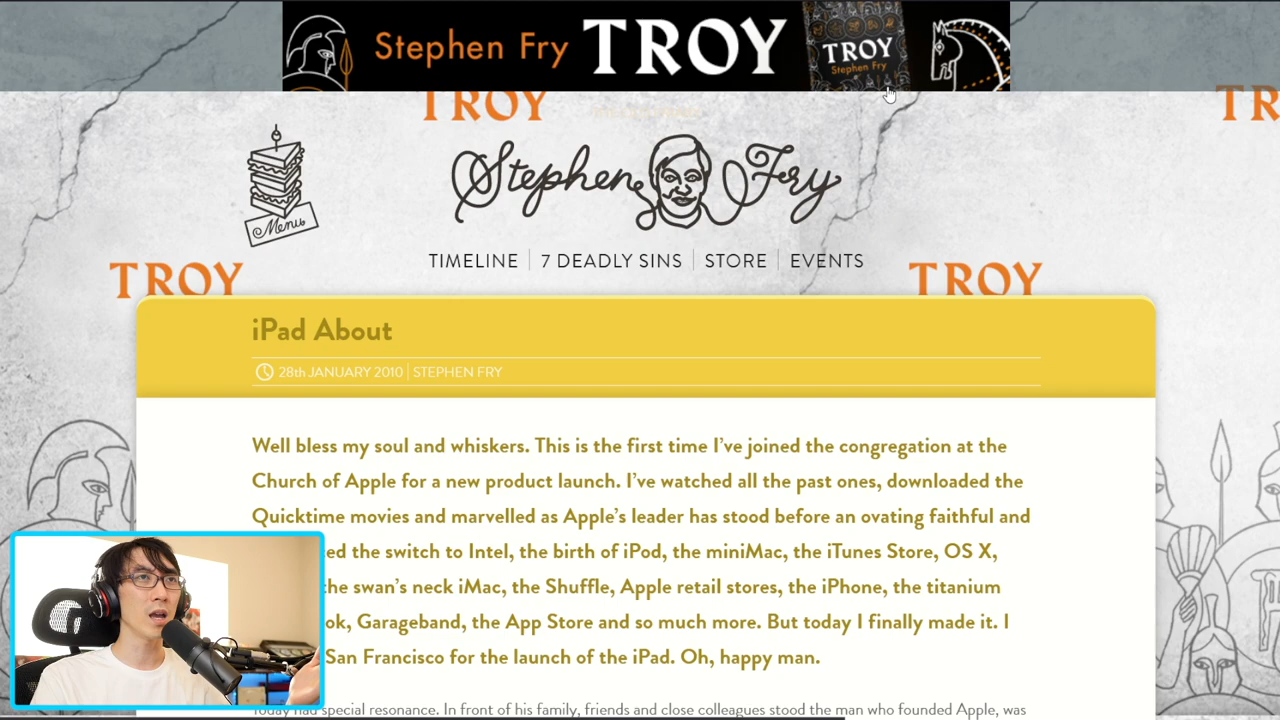 Stephen Fry TROY
TROY
Stephen Fry
TROY
TR
Stephen Fry
Menu
TIMELINE 7 DEADLY SINS STORE EVENTS
TROY
TROY
iPad About
28th JANUARY 2010 STEPHEN FRY
Well bless my soul and whiskers. This is the first time I've joined the congregation at the
Church of Apple for a new product launch. I've watched all the past ones, downloaded the
Quicktime movies and marvelled as Apple's leader has stood before an ovating faithful and
ed the switch to Intel, the birth of iPod, the miniMac, the iTunes Store, OS X,
the swan's neck iMac, the Shuffle, Apple retail stores, the iPhone, the titanium
ok, Garageband, the App Store and so much more. But today I finally made it. I
San Francisco for the launch of the iPad. Oh, happy man.
Today had special resonance. In front of his family, friends and close colleagues stood the man who founded Apple, was